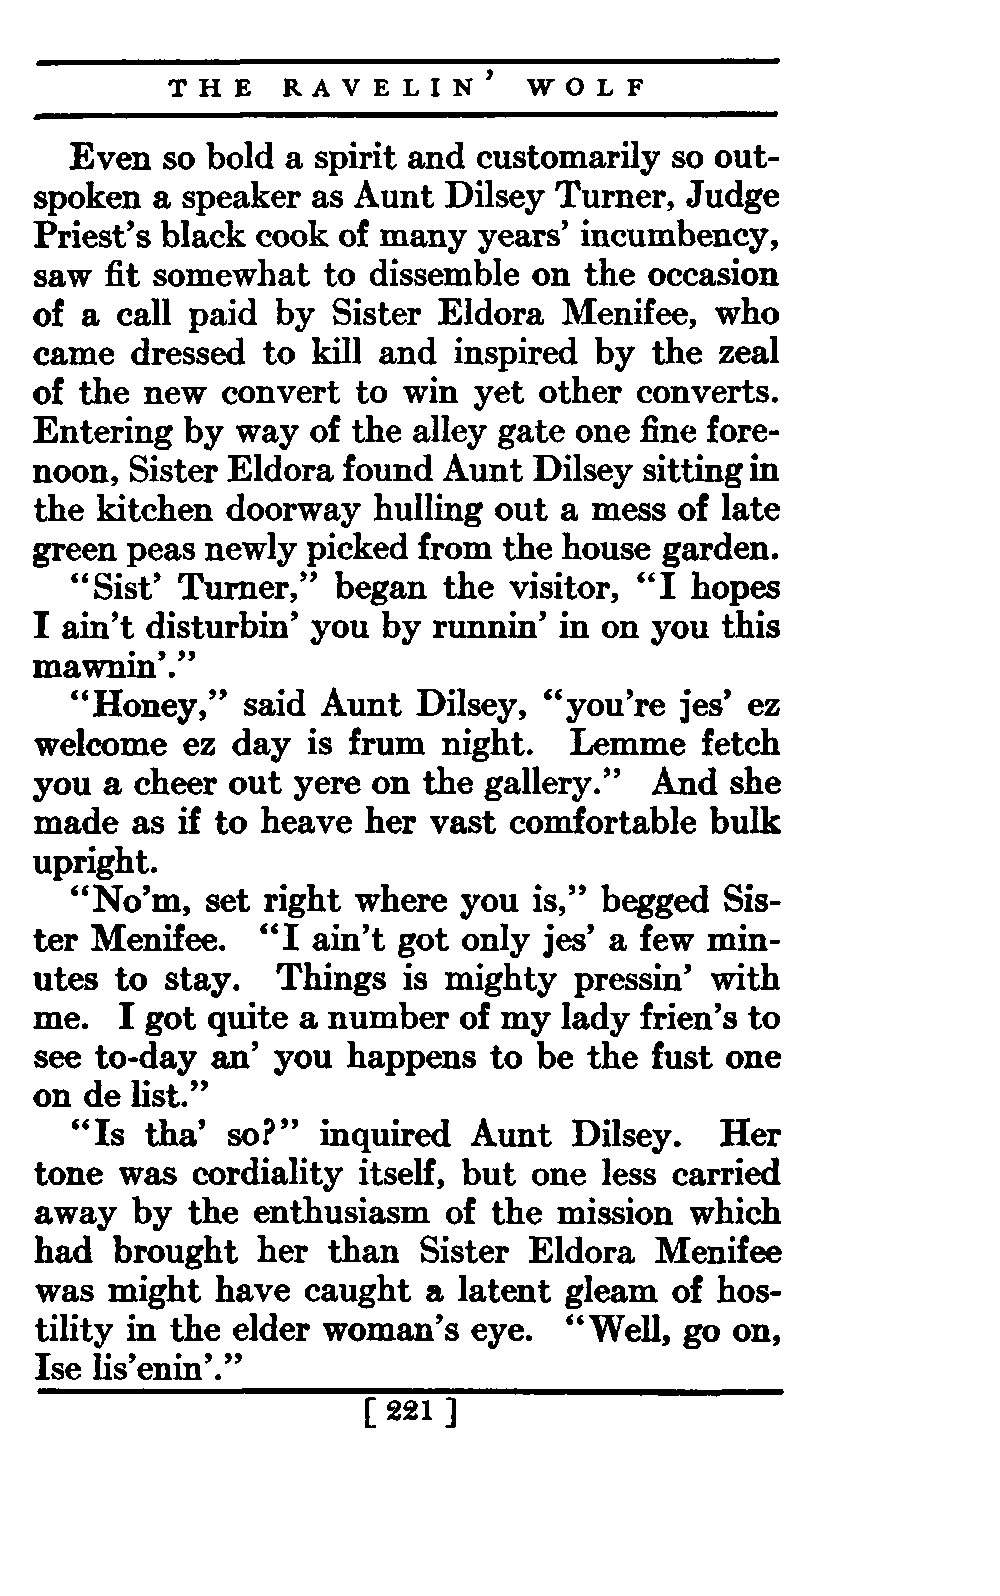 THE RAVELIN' WOLF
Even so bold a spirit and customarily so out-
spoken a speaker as Aunt Dilsey Turner, Judge
Priest's black cook of many years' incumbency,
saw fit somewhat to dissemble on the occasion
of a call paid by Sister Eldora Menifee, who
came dressed to kill and inspired by the zeal
of the new convert to win yet other converts.
Entering by way of the alley gate one fine fore-
noon, Sister Eldora found Aunt Dilsey sitting in
the kitchen doorway hulling out a mess of late
green peas newly picked from the house garden.
“Sist' Turner,” began the visitor, “I hopes
I ain't disturbin' you by runnin' in on you this
mawnin'.”
“Honey,” said Aunt Dilsey, “you're jes' ez
welcome ez day is frum night. Lemme fetch
you a cheer out yere on the gallery.” And she
made as if to heave her vast comfortable bulk
upright.
“No'm, set right where you is,” begged Sis-
ter Menifee. “I ain't got only jes' a few min-
utes to stay. Things is mighty pressin' with
me. I got quite a number of my lady frien's to
see to-day an' you happens to be the fust one
on de list.”
“Is tha' so?” inquired Aunt Dilsey. Her
tone was cordiality itself, but one less carried
away by the enthusiasm of the mission which
had brought her than Sister Eldora Menifee
was might have caught a latent gleam of hos-
tility in the elder woman's eye. “Well, go on,
Ise lis'enin'.”
[ 221 ]